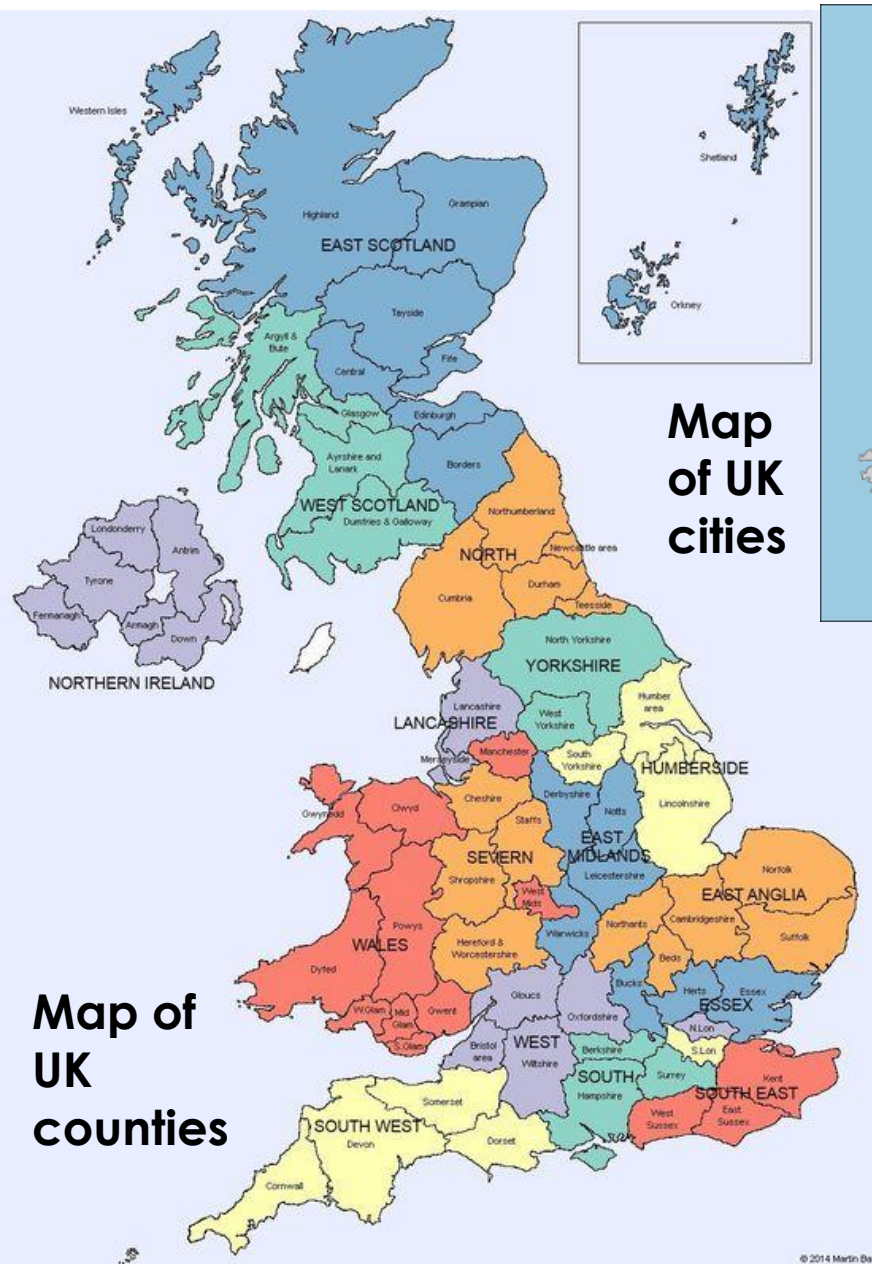 Western Isles
Shetland
Highland
Grampian
EAST SCOTLAND
Orkney
Tayside
Argyll &
Bute
Fife
Central
Glasgow
Edinburgh
Map
of UK
cities
Ayrshire and
Lanark
Borders
WEST SCOTLAND
Dumfries & Galloway
Northumberland
Londonderry
Antrim
NORTH
Newcastle area
Tyrone
Durham
Cumbria
Teesside
Fermanagh
Armagh
Down
NORTHERN IRELAND
North Yorkshire
YORKSHIRE
Lancashire
LANCASHIRE
West
Yorkshire
Humber
area
Merseyside
Manchester
South
Yorkshire
HUMBERSIDE
Cheshire
Derbyshire
Lincolnshire
Gwynedd
Clwyd
Notts
Staffs
EAST
MIDLANDS
SEVERN
Shropshire
Leicestershire
Norfolk
EAST ANGLIA
West
Mids
Powys
Northants
Cambridgeshire
Warwicks
Suffolk
WALES
Hereford &
Worcestershire
Beds
Dyfed
Bucks
Herts
Essex
ESSEX
Gloucs
Oxfordshire
W.Glam
Mid
Glam
Gwent
S.Glam
N.Lon
S.Lon
Bristol
area
WEST
Wiltshire
Berkshire
Surrey
Kent
SOUTH
Hampshire
SOUTH EAST
West
Sussex
East
Sussex
Map of
UK
counties
Somerset
SOUTH WEST
Devon
Dorset
Cornwall
© 2014 Martin Ba